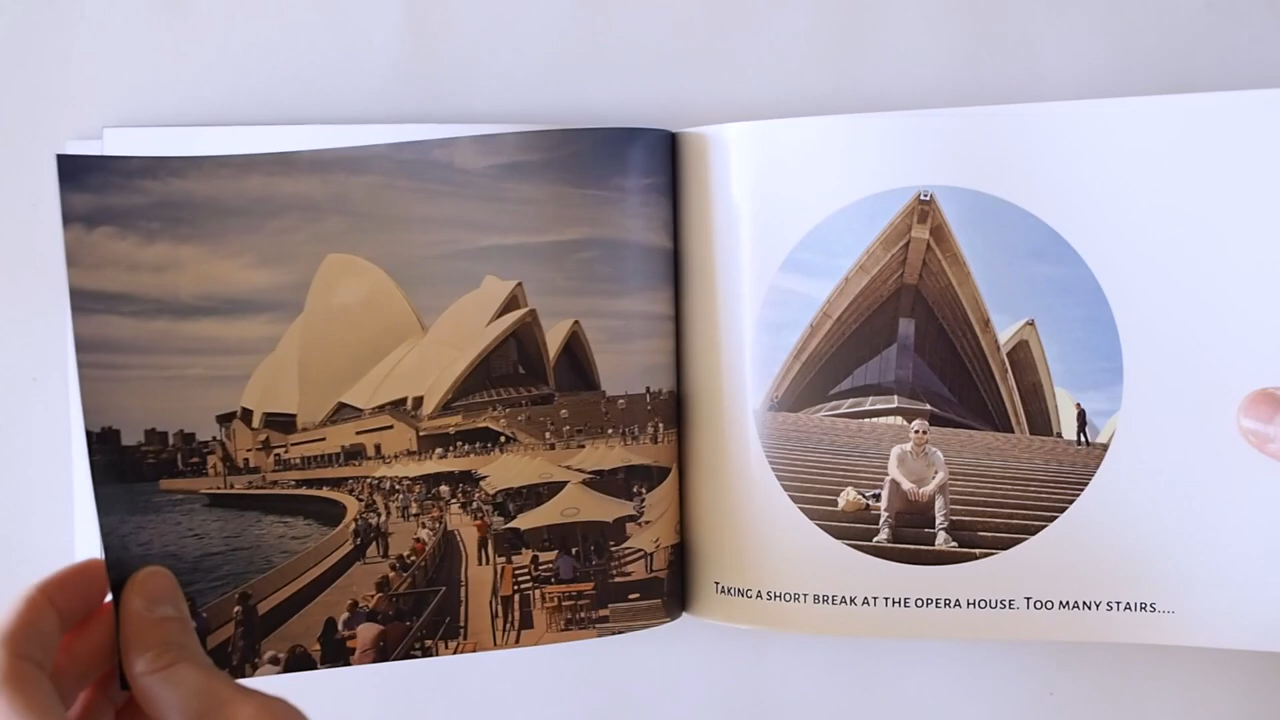 Taking a short break at the opera house. Too many stairs....